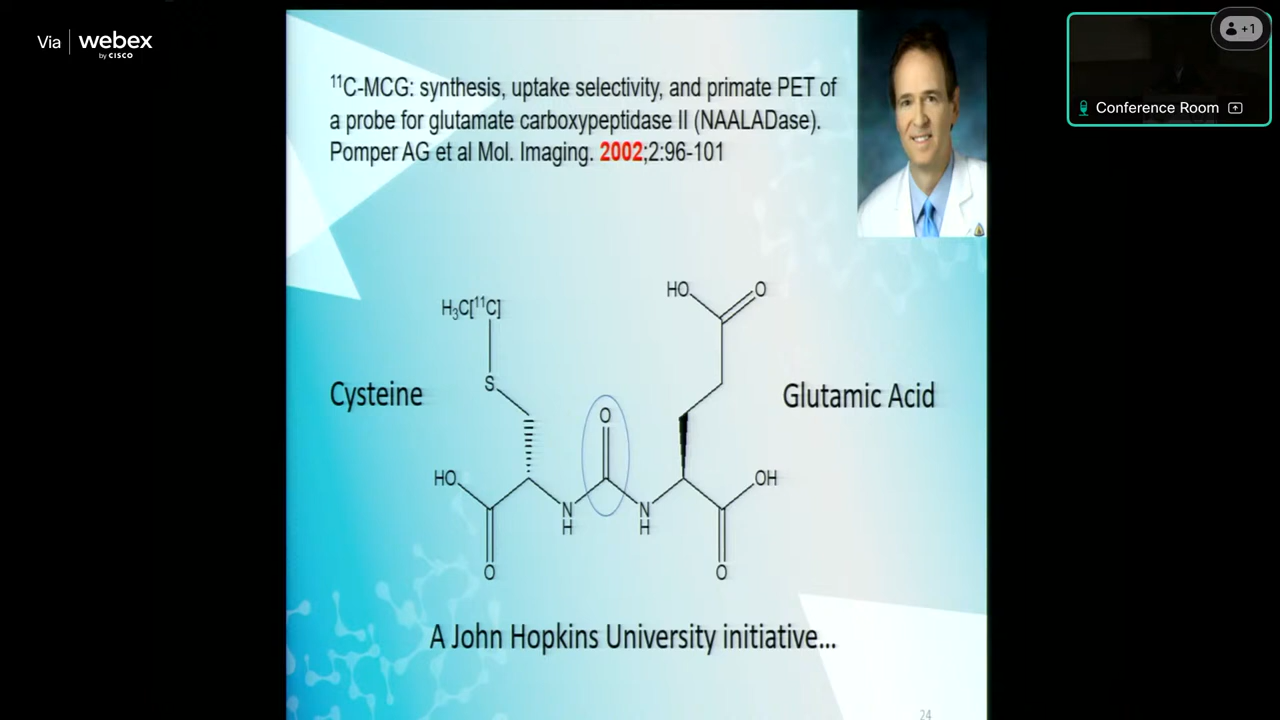 Via
webex
by CISCO
+1
Conference Room
¹¹C-MCG: synthesis, uptake selectivity, and primate PET of
a probe for glutamate carboxypeptidase II (NAALADase).
Pomper AG et al Mol. Imaging. 2002;2:96-101
HO
O
H₃C[¹¹C]
S
Cysteine
Glutamic Acid
O
HO
OH
N
H
N
H
O
O
A John Hopkins University initiative...
24